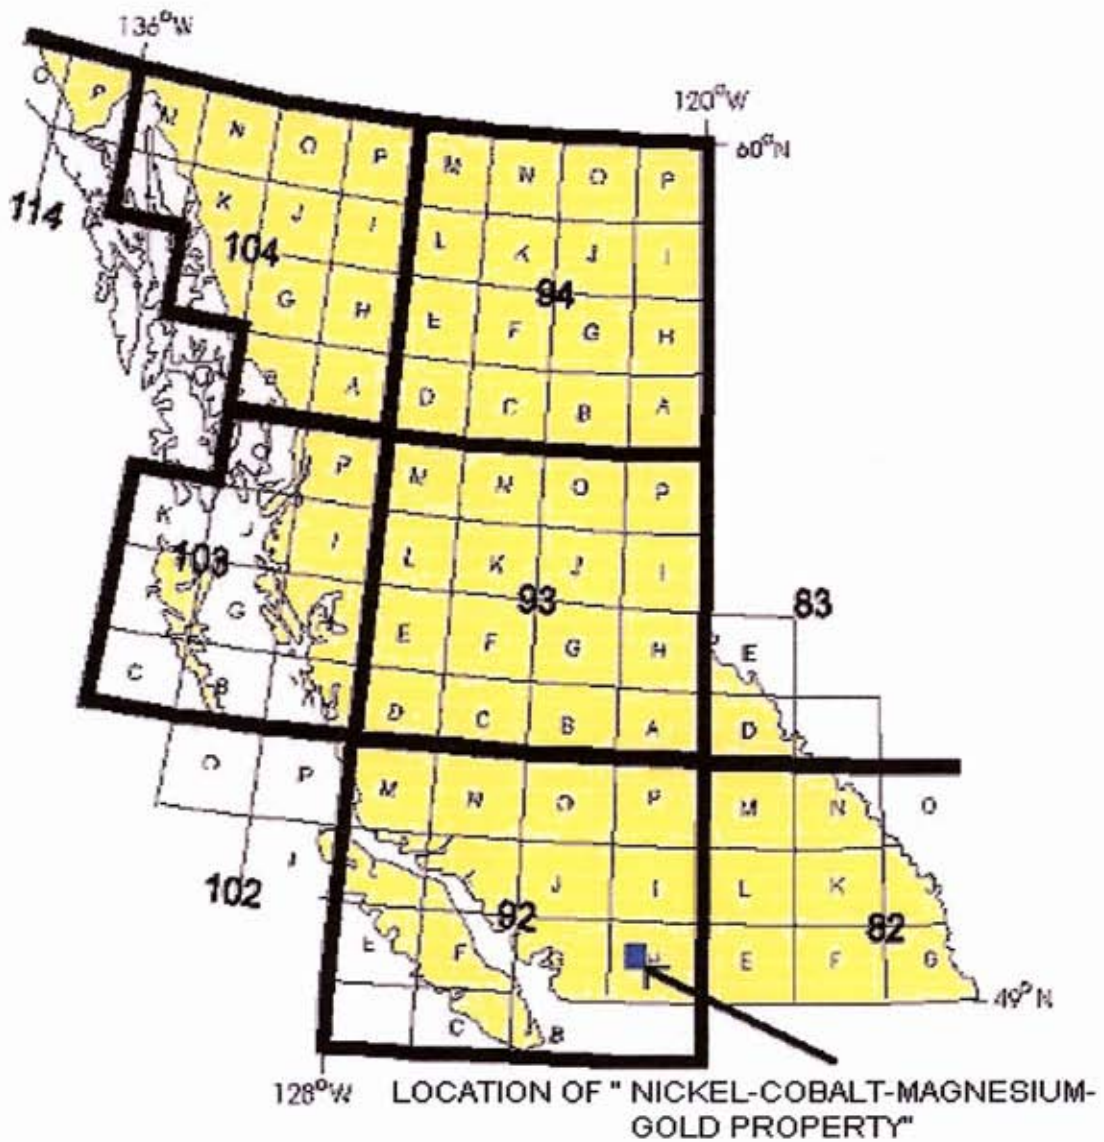 136°W
120°W
60°N
O P M N O P M N O P
114
K J I L K J I
104
94
G H E F G H
B A D C B A
O P M N O P
K J I L K J I
103
93
83
G E F G H E
C B D C B A D
O P M N O P M N O
J I L K J
102
92
82
E F G H E F G
49°N
C B
128°W
LOCATION OF " NICKEL-COBALT-MAGNESIUM-
GOLD PROPERTY"